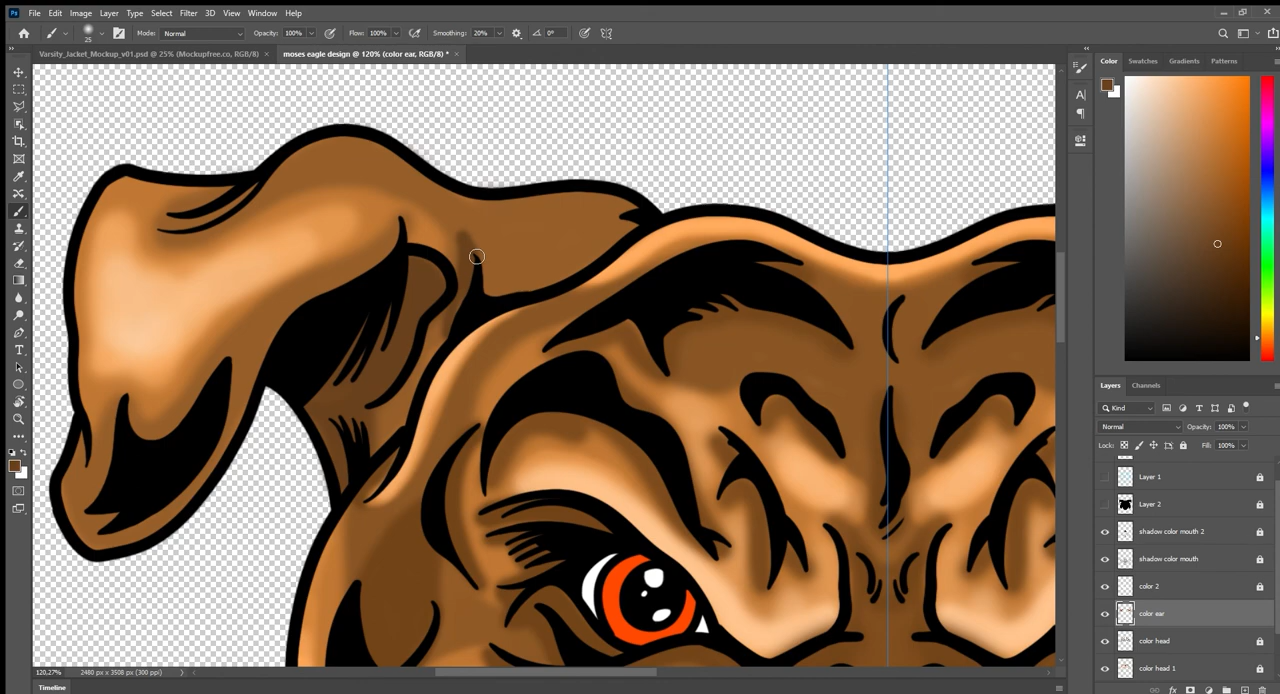 Ps File Edit Image Layer Type Select Filter 3D View Window Help
25 Mode: Normal Opacity: 100% Flow: 100% Smoothing: 20% 0°
Varsity_Jacket_Mockup_v01.psd @ 25% (Mockupfree.co, RGB/8) × moses eagle design @ 120% (color ear, RGB/8) * ×
Color Swatches Gradients Patterns
Layers Channels
Kind
Normal Opacity: 100%
Lock: Fill: 100%
Layer 1
Layer 2
shadow color mouth 2
shadow color mouth
color 2
color ear
color head
color head 1
120,27% 2480 px x 3508 px (300 ppi)
Timeline
fx